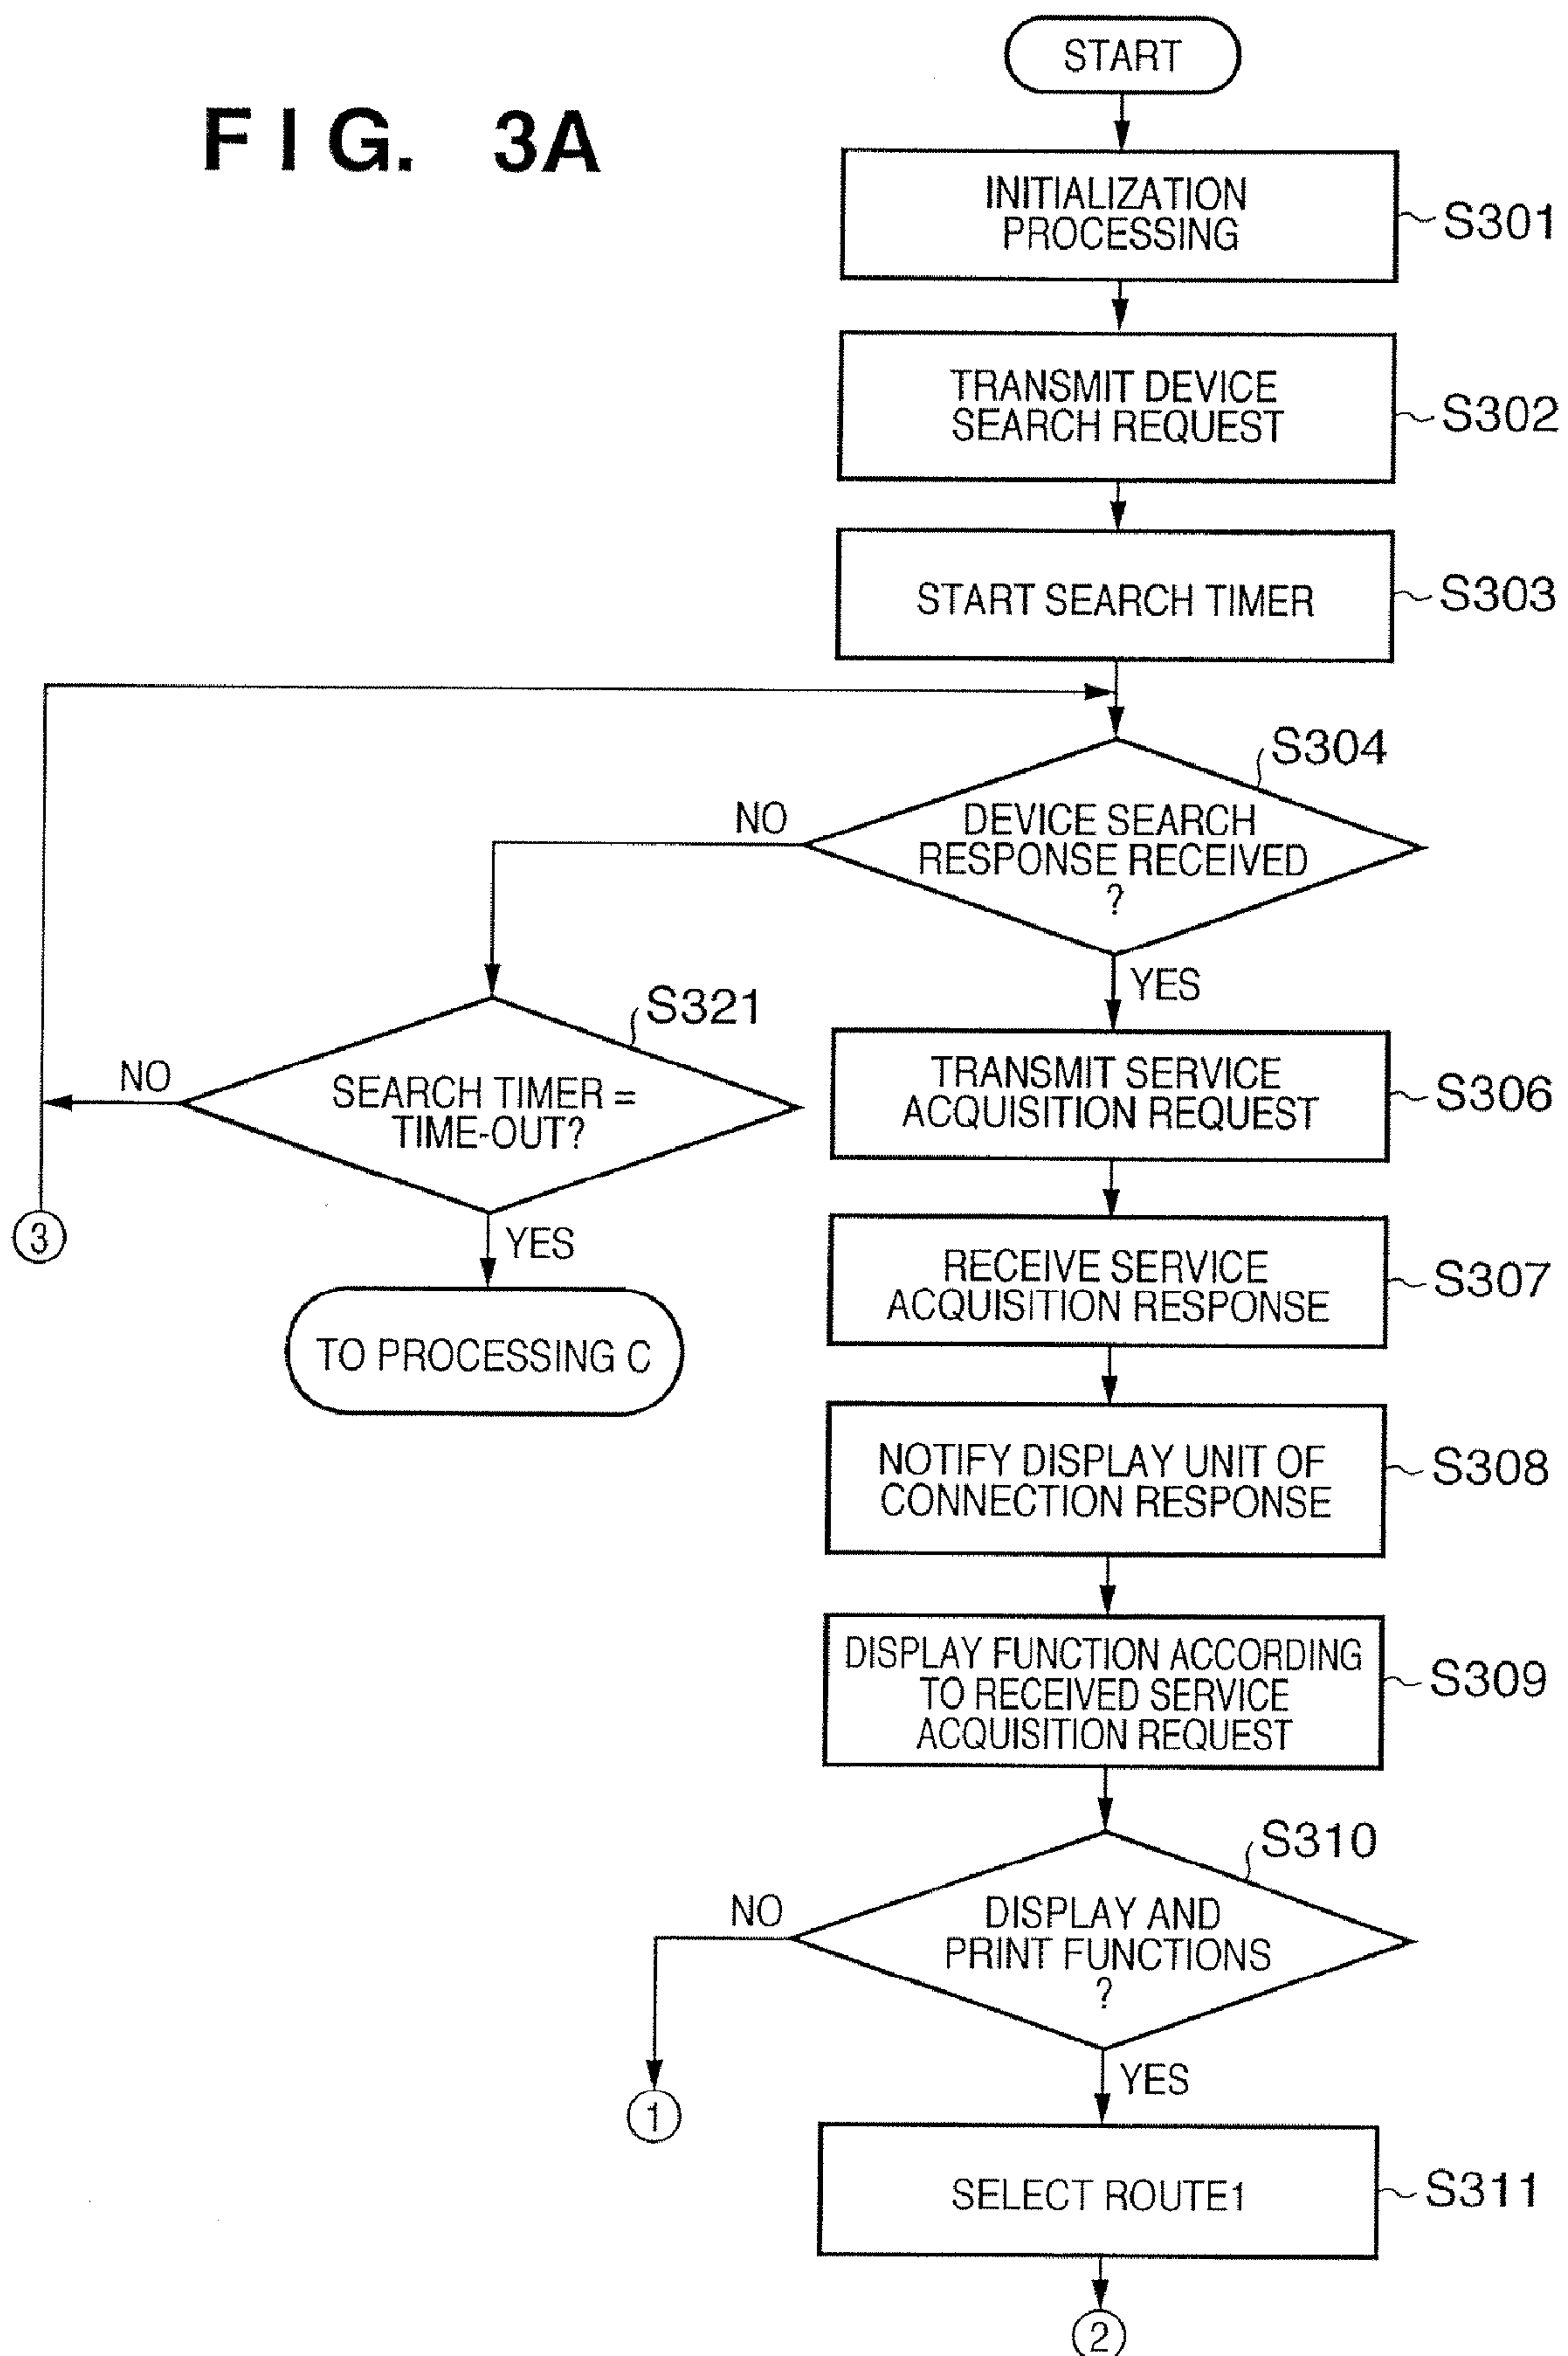 FIG. 3A
START
INITIALIZATION
PROCESSING
S301
TRANSMIT DEVICE
SEARCH REQUEST
S302
START SEARCH TIMER
S303
S304
DEVICE SEARCH
RESPONSE RECEIVED
?
NO
YES
S321
SEARCH TIMER =
TIME-OUT?
NO
YES
3
TO PROCESSING C
TRANSMIT SERVICE
ACQUISITION REQUEST
S306
RECEIVE SERVICE
ACQUISITION RESPONSE
S307
NOTIFY DISPLAY UNIT OF
CONNECTION RESPONSE
S308
DISPLAY FUNCTION ACCORDING
TO RECEIVED SERVICE
ACQUISITION REQUEST
S309
S310
DISPLAY AND
PRINT FUNCTIONS
?
NO
1
YES
SELECT ROUTE1
S311
2